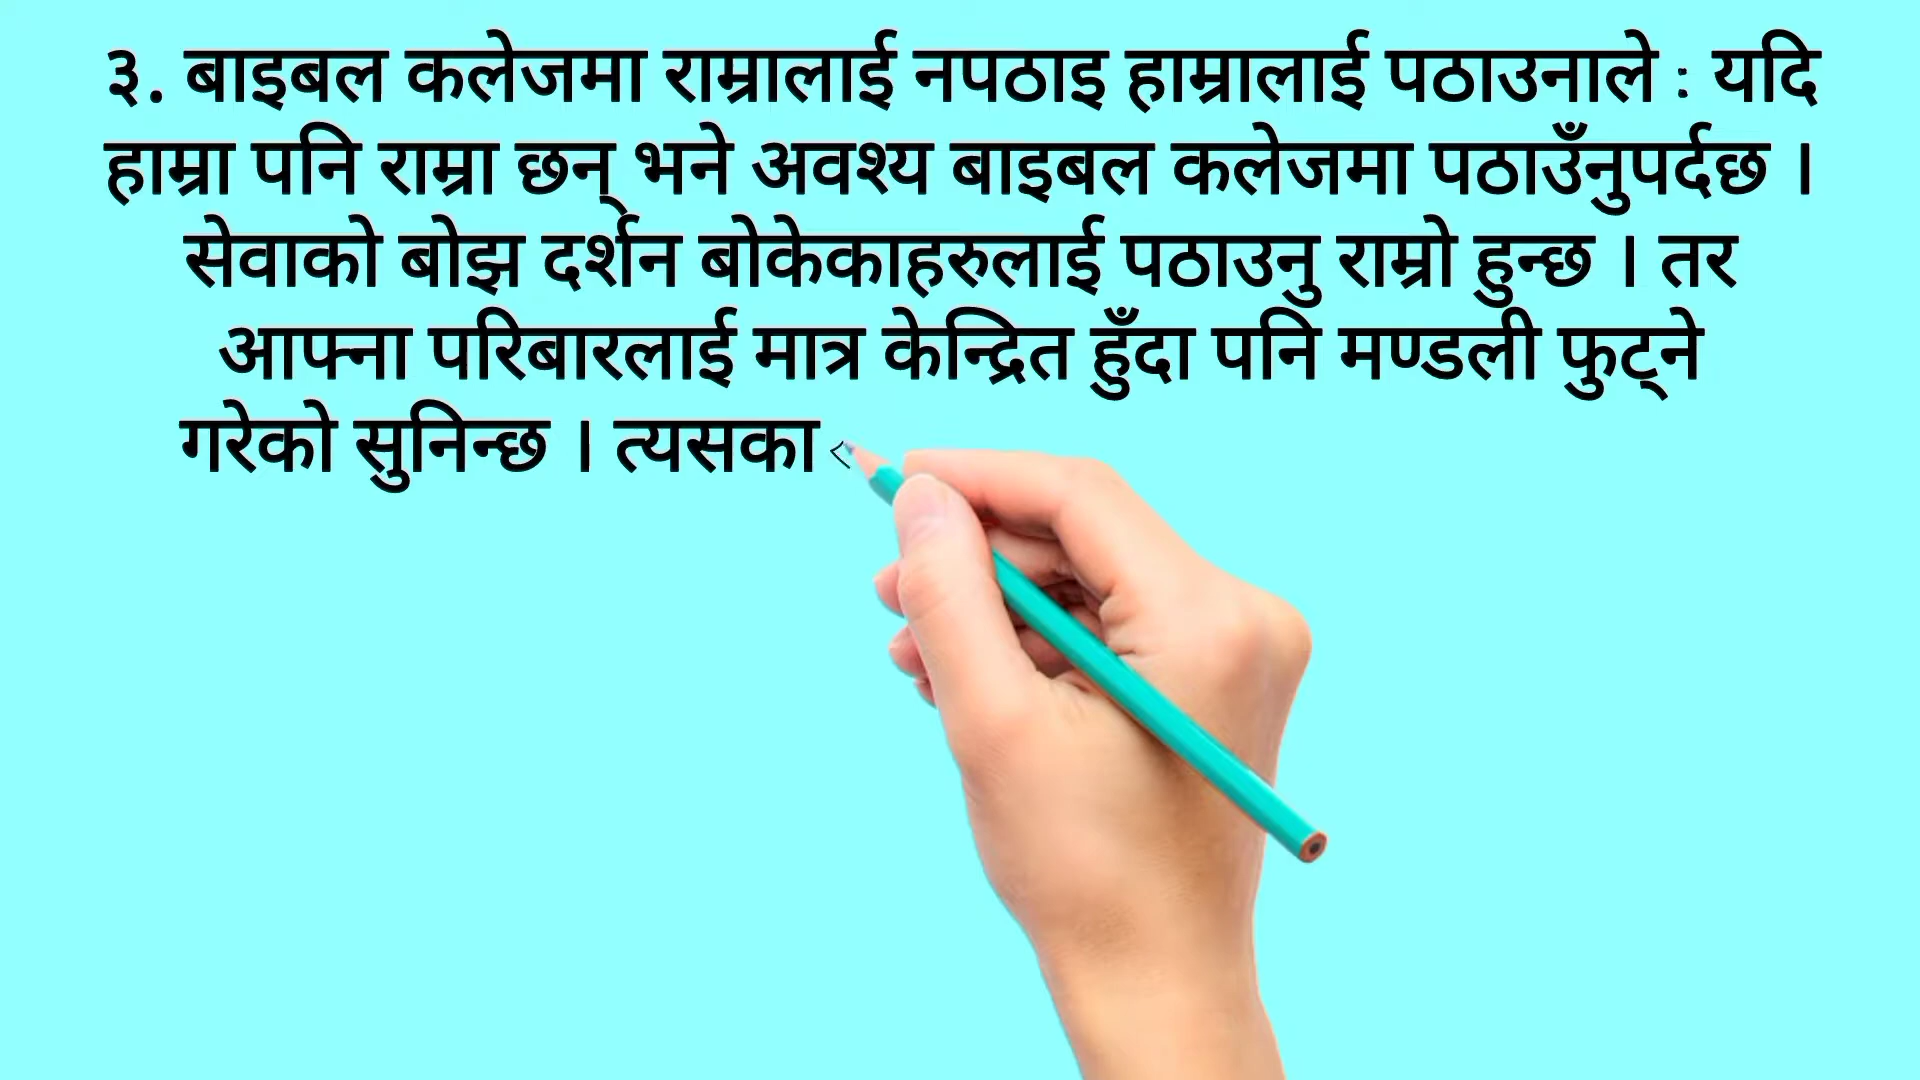 ३. बाइबल कलेजमा राम्रालाई नपठाइ हाम्रालाई पठाउनाले : यदि
हाम्रा पनि राम्रा छन् भने अवश्य बाइबल कलेजमा पठाउँनुपर्दछ ।
सेवाको बोझ दर्शन बोकेकाहरुलाई पठाउनु राम्रो हुन्छ । तर
आफ्ना परिबारलाई मात्र केन्द्रित हुँदा पनि मण्डली फुट्ने
गरेको सुनिन्छ । त्यसका